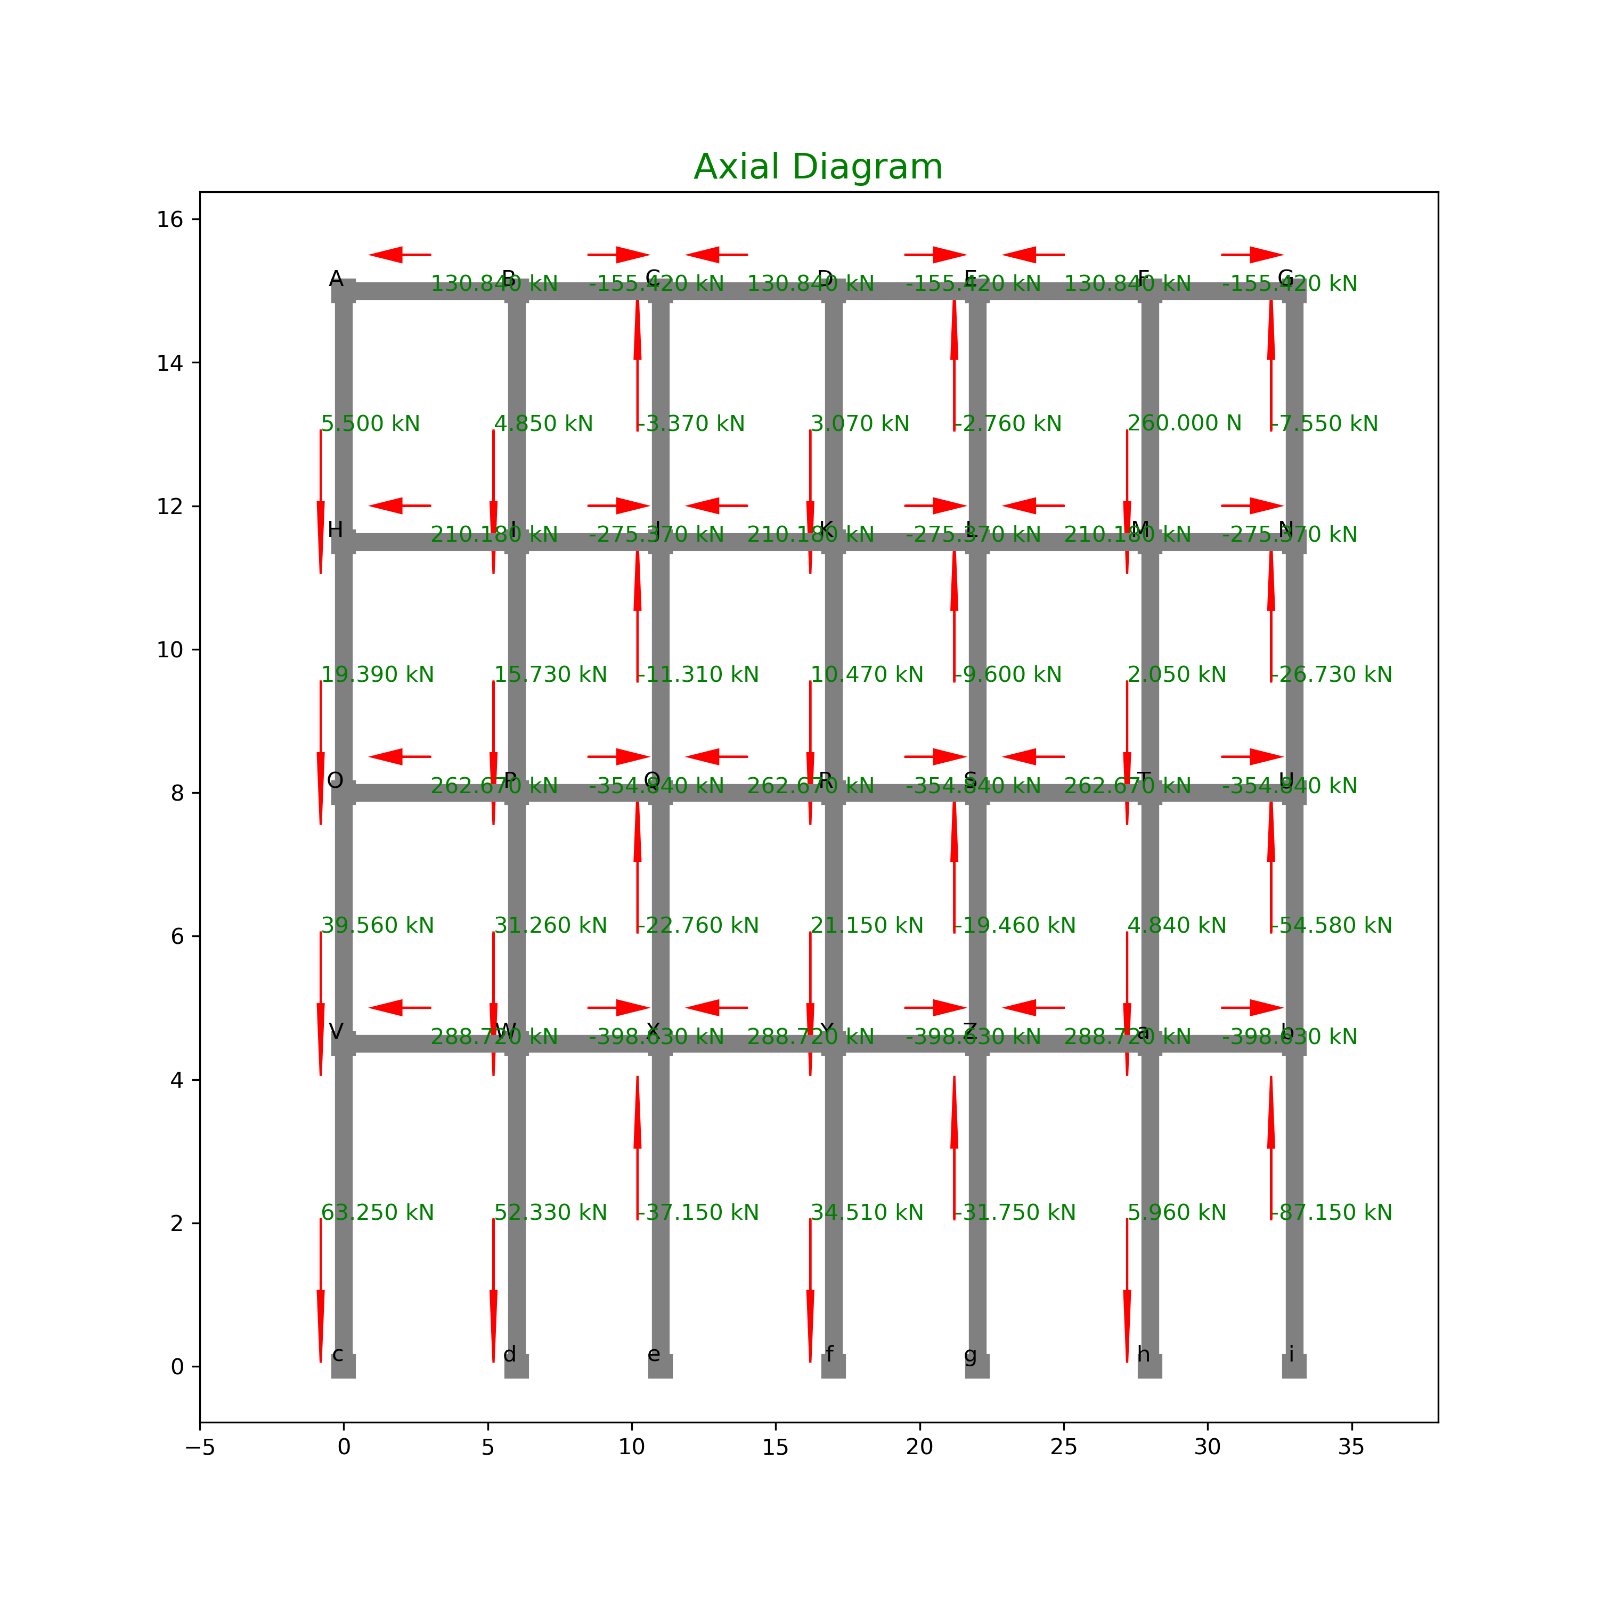 Axial Diagram
16
A B C D E F G
130.840 kN -155.420 kN 130.840 kN -155.420 kN 130.840 kN -155.420 kN
14
5.500 kN 4.850 kN -3.370 kN 3.070 kN -2.760 kN 260.000 N -7.550 kN
12
H I J K L M N
210.180 kN -275.370 kN 210.180 kN -275.370 kN 210.180 kN -275.370 kN
10
19.390 kN 15.730 kN -11.310 kN 10.470 kN -9.600 kN 2.050 kN -26.730 kN
O P Q R S T U
262.670 kN -354.840 kN 262.670 kN -354.840 kN 262.670 kN -354.840 kN
8
39.560 kN 31.260 kN -22.760 kN 21.150 kN -19.460 kN 4.840 kN -54.580 kN
6
V W X Y Z a b
288.720 kN -398.630 kN 288.720 kN -398.630 kN 288.720 kN -398.630 kN
4
63.250 kN 52.330 kN -37.150 kN 34.510 kN -31.750 kN 5.960 kN -87.150 kN
2
c d e f g h i
0
−5 0 5 10 15 20 25 30 35